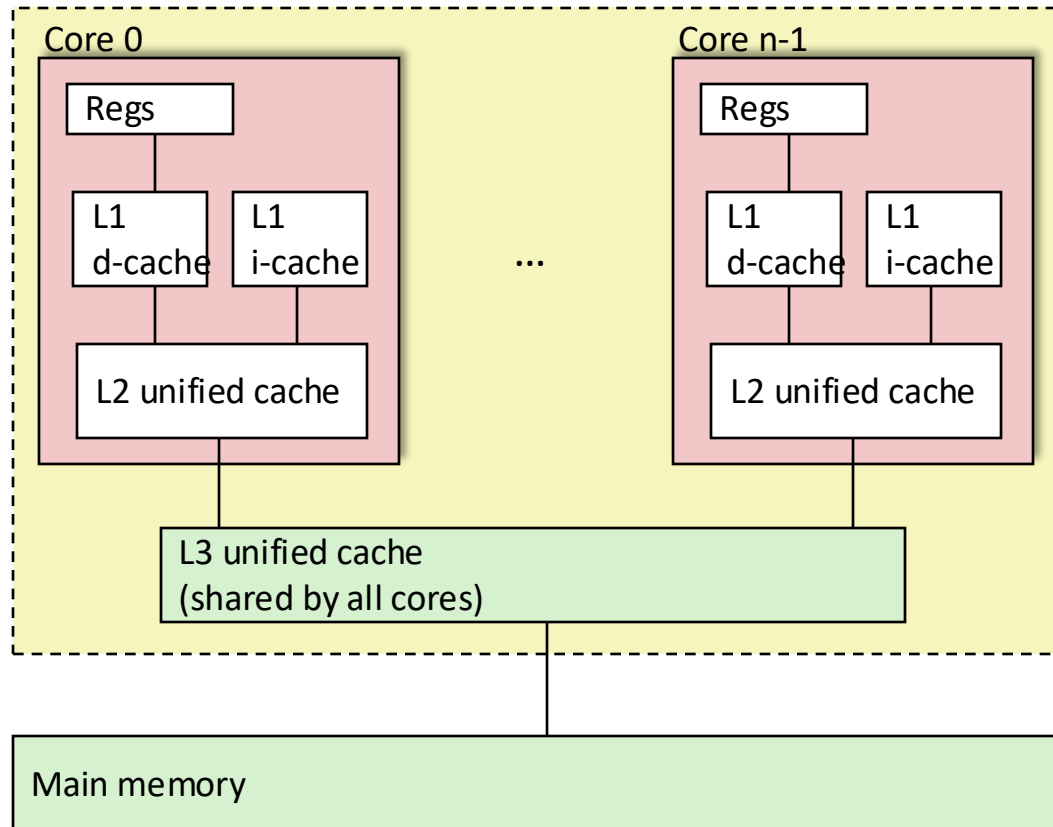 Core 0
Core n-1
Regs
Regs
L1
d-cache
L1
i-cache
...
L1
d-cache
L1
i-cache
L2 unified cache
L2 unified cache
L3 unified cache
(shared by all cores)
Main memory